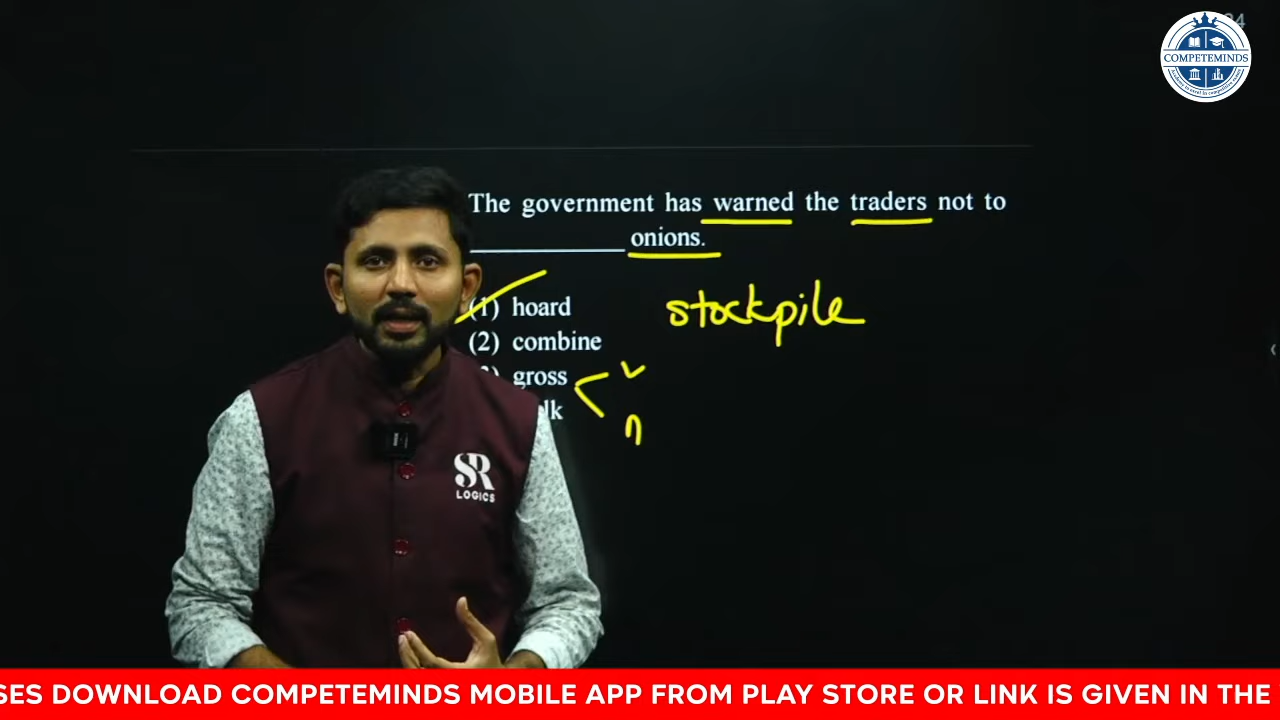 COMPETEMINDS
The government has warned the traders not to
onions.
(1) hoard
stockpile
(2) combine
gross
v
n
SR
LOGICS
SES DOWNLOAD COMPETEMINDS MOBILE APP FROM PLAY STORE OR LINK IS GIVEN IN THE